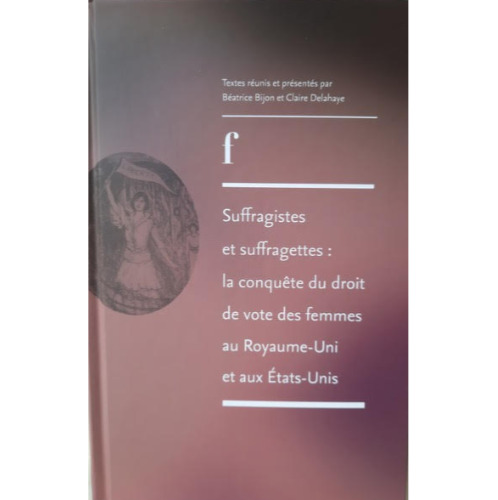 Textes réunis et présentés par
Béatrice Bijon et Claire Delahaye
f
Suffragistes
et suffragettes :
la conquête du droit
de vote des femmes
au Royaume-Uni
et aux États-Unis